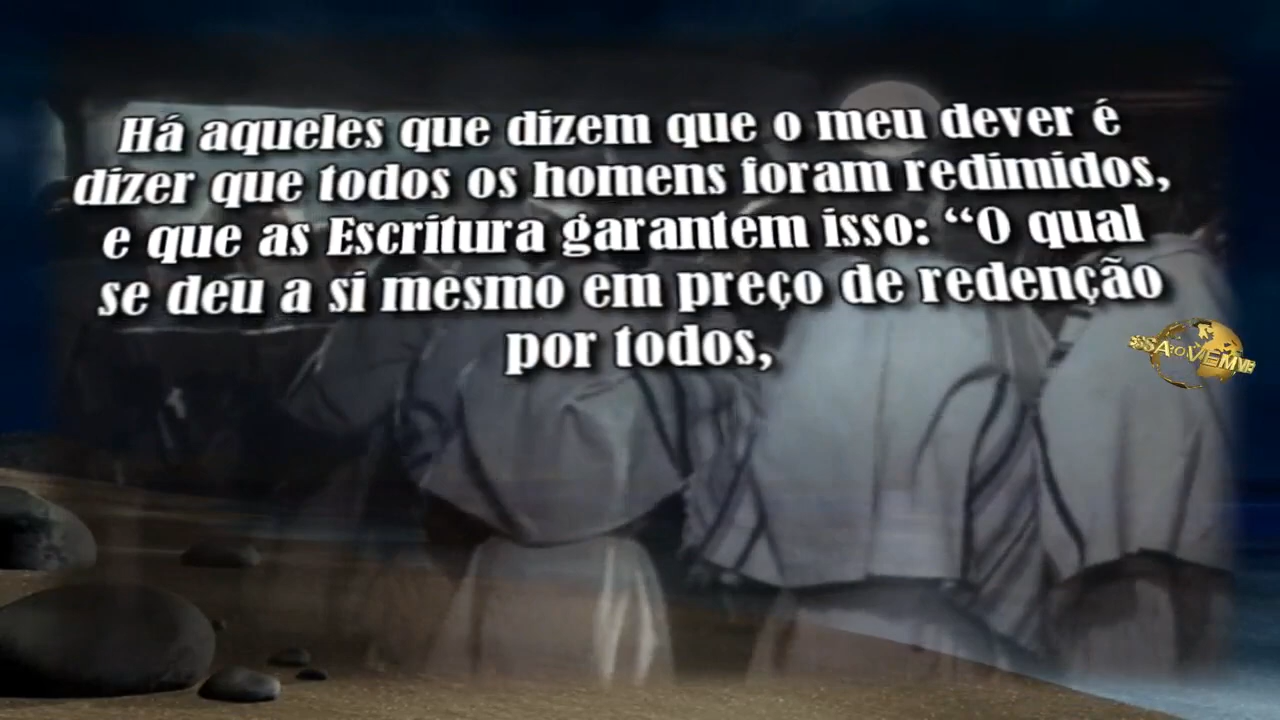 Há aqueles que dizem que o meu dever é
dizer que todos os homens foram redimidos,
e que as Escritura garantem isso: “O qual
se deu a si mesmo em preço de redenção
por todos,